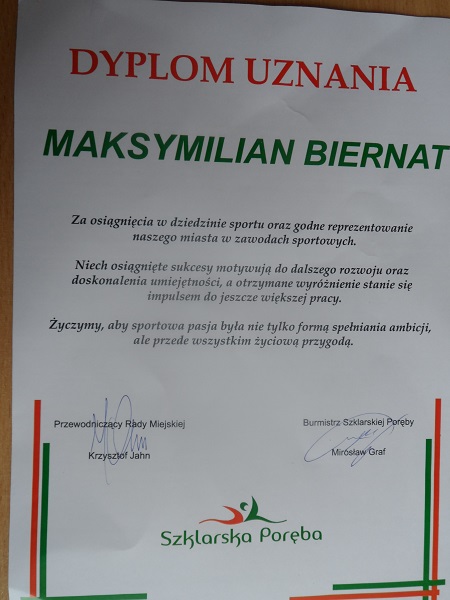 DYPLOM UZNANIA
MAKSYMILIAN BIERNAT
Za osiągnięcia w dziedzinie sportu oraz godne reprezentowanie
naszego miasta w zawodach sportowych.
Niech osiągnięte sukcesy motywują do dalszego rozwoju oraz
doskonalenia umiejętności, a otrzymane wyróżnienie stanie się
impulsem do jeszcze większej pracy.
Życzymy, aby sportowa pasja była nie tylko formą spełniania ambicji,
ale przede wszystkim życiową przygodą.
Przewodniczący Rady Miejskiej
Krzysztof Jahn
Burmistrz Szklarskiej Poręby
Mirosław Graf
Szklarska Poręba